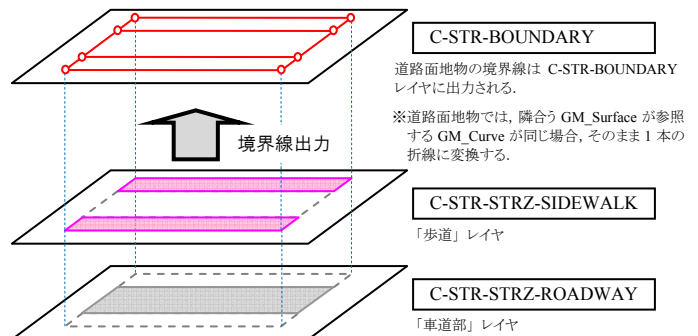 C-STR-BOUNDARY
道路面地物の境界線は C-STR-BOUNDARY
レイヤに出力される.
※道路面地物では, 隣合う GM_Surface が参照
する GM_Curve が同じ場合, そのまま 1 本の
折線に変換する.
境界線出力
C-STR-STRZ-SIDEWALK
「歩道」 レイヤ
C-STR-STRZ-ROADWAY
「車道部」 レイヤ